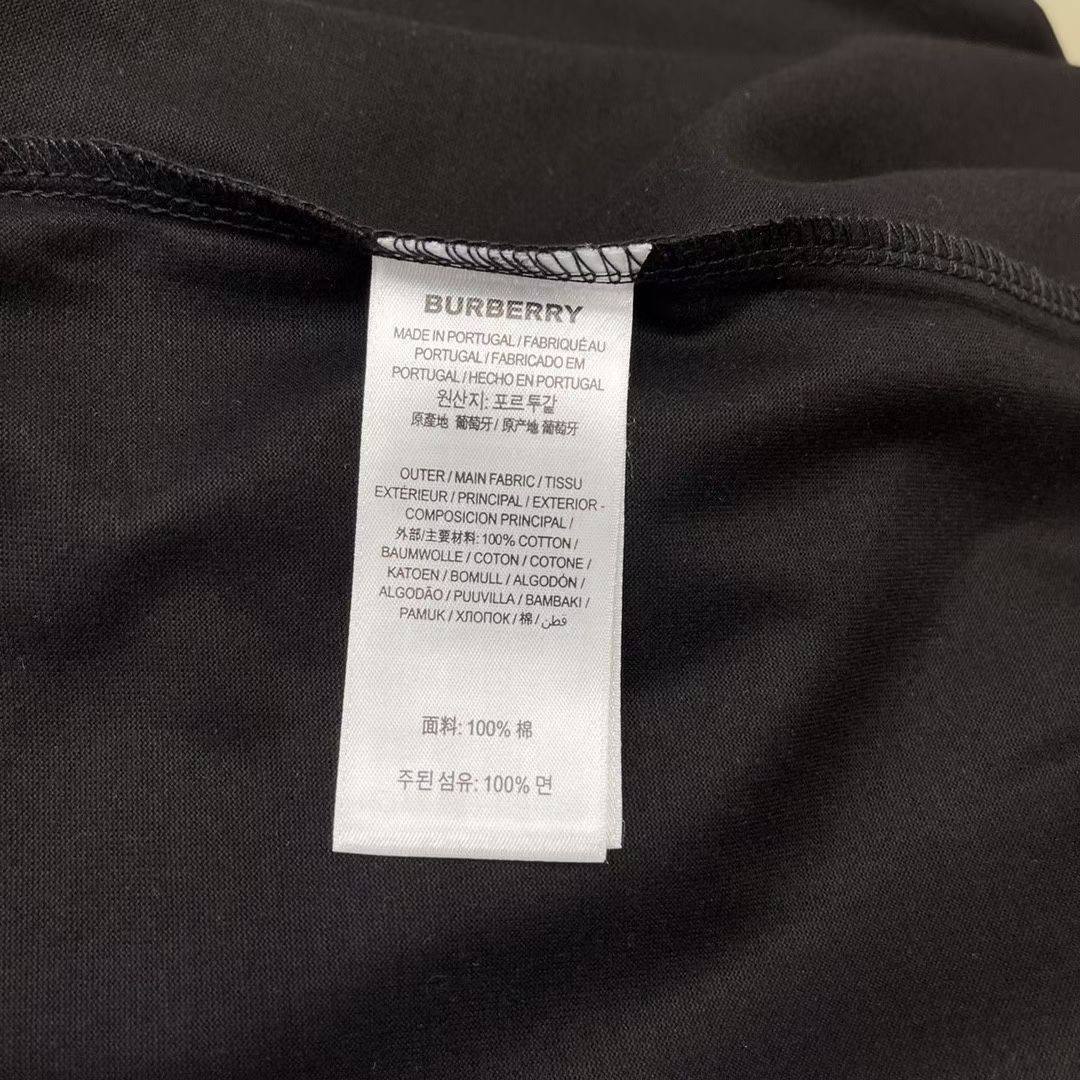 BURBERRY
MADE IN PORTUGAL / FABRIQUÉ AU
PORTUGAL / FABRICADO EM
PORTUGAL / HECHO EN PORTUGAL
원산지: 포르투갈
原產地 葡萄牙 / 原产地 葡萄牙
OUTER / MAIN FABRIC / TISSU
EXTÉRIEUR / PRINCIPAL / EXTERIOR -
COMPOSICION PRINCIPAL /
外部/主要材料: 100% COTTON /
BAUMWOLLE / COTON / COTONE /
KATOEN / BOMULL / ALGODÓN /
ALGODÃO / PUUVILLA / BAMBAKI /
PAMUK / ХЛОПОК / 棉 / قطن
面料: 100% 棉
주된 섬유: 100% 면